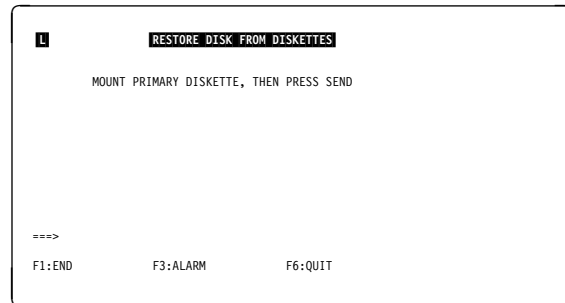 L RESTORE DISK FROM DISKETTES
MOUNT PRIMARY DISKETTE, THEN PRESS SEND
===>
F1:END F3:ALARM F6:QUIT